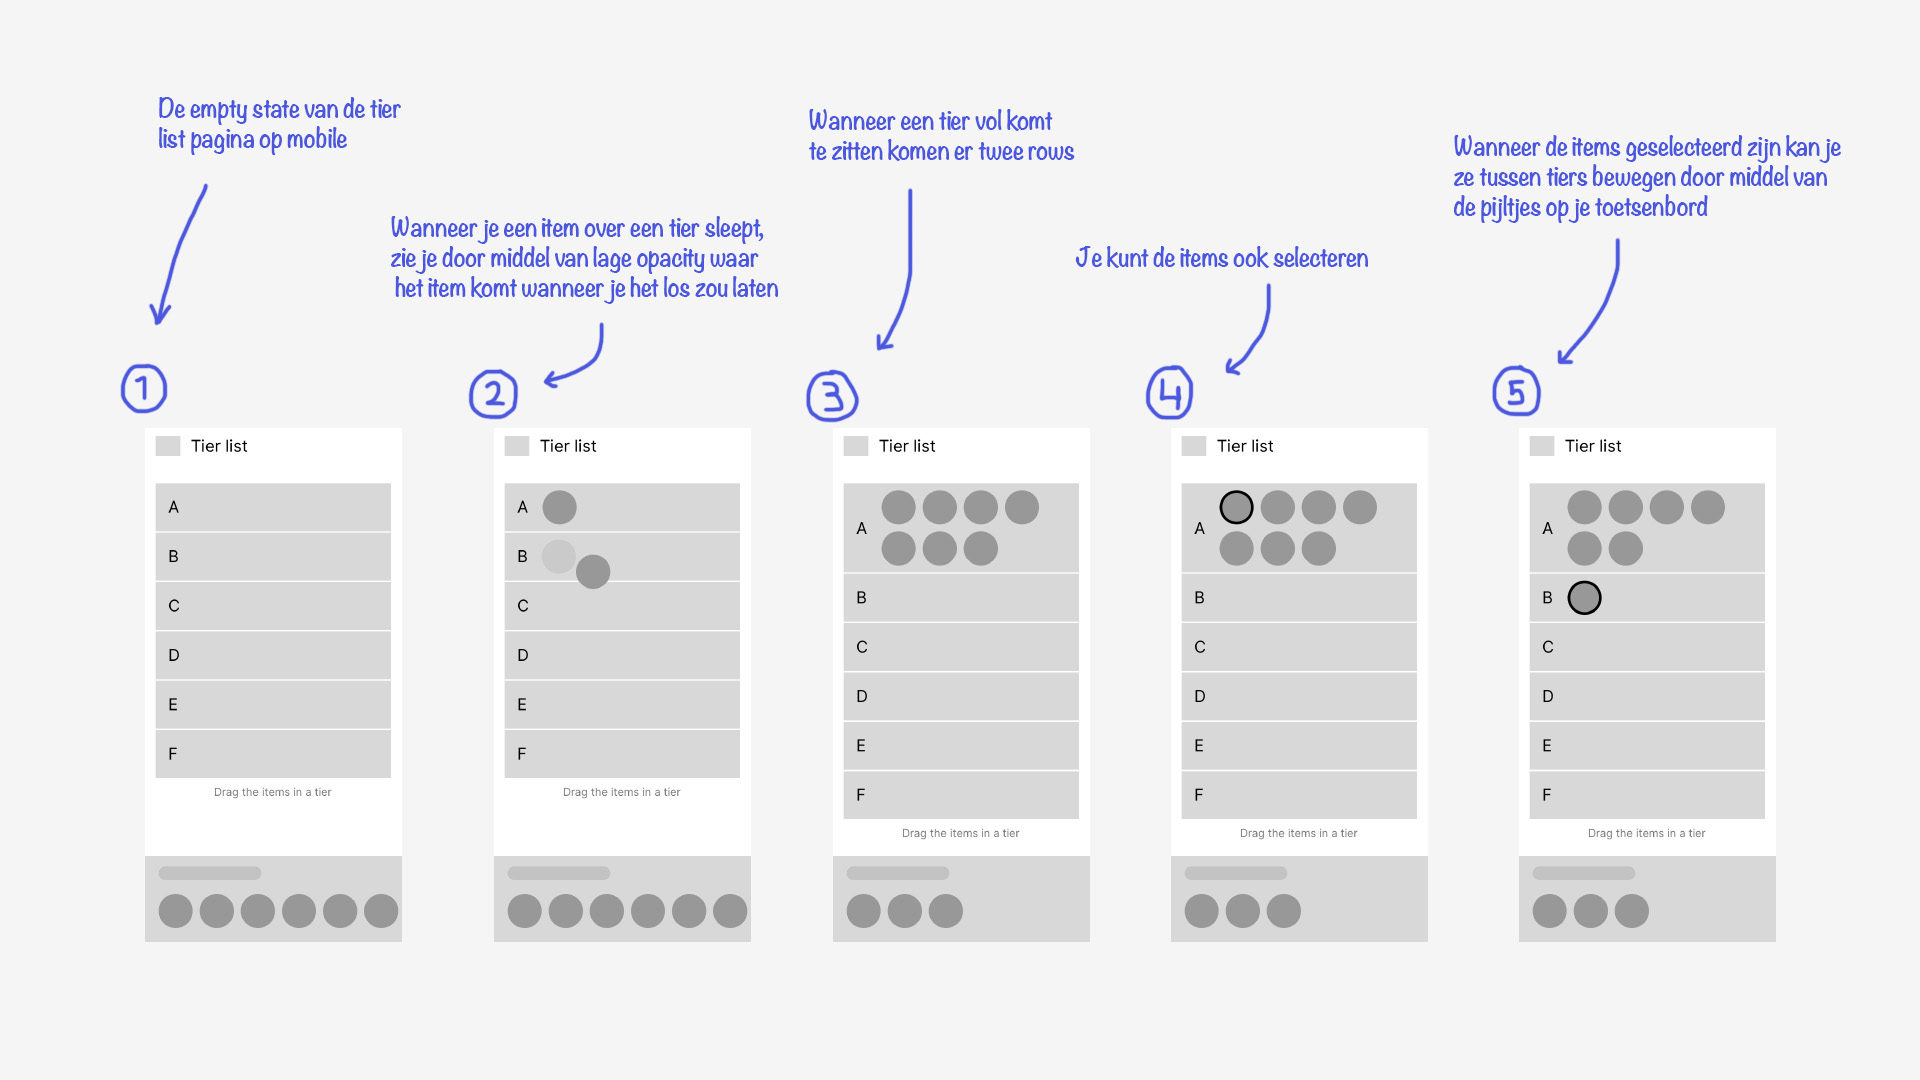 De empty state van de tier
list pagina op mobile
Wanneer je een item over een tier sleept,
zie je door middel van lage opacity waar
het item komt wanneer je het los zou laten
Wanneer een tier vol komt
te zitten komen er twee rows
Je kunt de items ook selecteren
Wanneer de items geselecteerd zijn kan je
ze tussen tiers bewegen door middel van
de pijltjes op je toetsenbord
1
Tier list
A
B
C
D
E
F
Drag the items in a tier
2
Tier list
A
B
C
D
E
F
Drag the items in a tier
3
Tier list
A
B
C
D
E
F
Drag the items in a tier
4
Tier list
A
B
C
D
E
F
Drag the items in a tier
5
Tier list
A
B
C
D
E
F
Drag the items in a tier